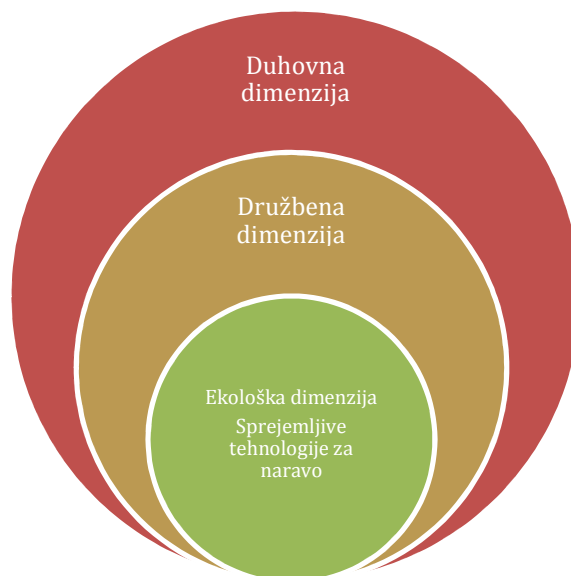 Duhovna
dimenzija
Družbena
dimenzija
Ekološka dimenzija
Sprejemljive
tehnologije za
naravo